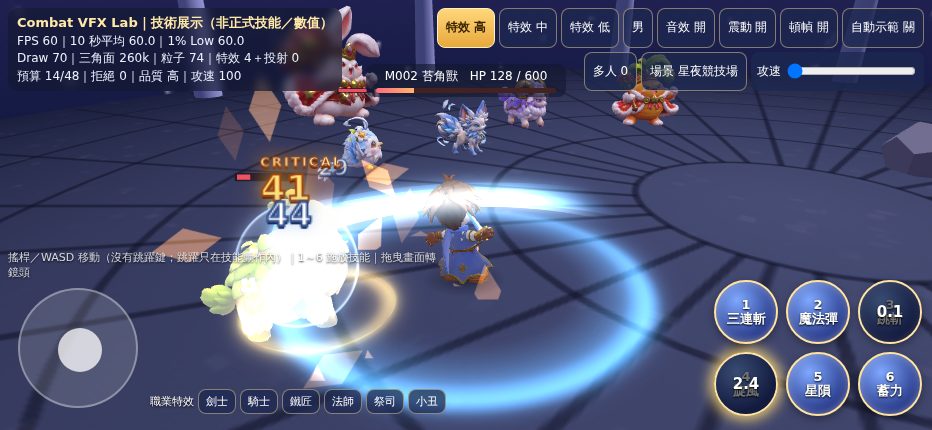 Combat VFX Lab｜技術展示（非正式技能／數值）
FPS 60｜10 秒平均 60.0｜1% Low 60.0
Draw 70｜三角面 260k｜粒子 74｜特效 4＋投射 0
預算 14/48｜拒絕 0｜品質 高｜攻速 100
特效 高
特效 中
特效 低
男
音效 開
震動 開
頓幀 開
自動示範 關
多人 0
場景 星夜競技場
攻速
M002 苔角獸 HP 128 / 600
CRITICAL
41
44
搖桿／WASD 移動（沒有跳躍鍵；跳躍只在技能動作內）｜1～6 施放技能｜拖曳畫面轉
鏡頭
1
三連斬
2
魔法彈
3
0.1
跳斬
4
2.4
旋風
5
星隕
6
蓄力
職業特效
劍士
騎士
鐵匠
法師
祭司
小丑